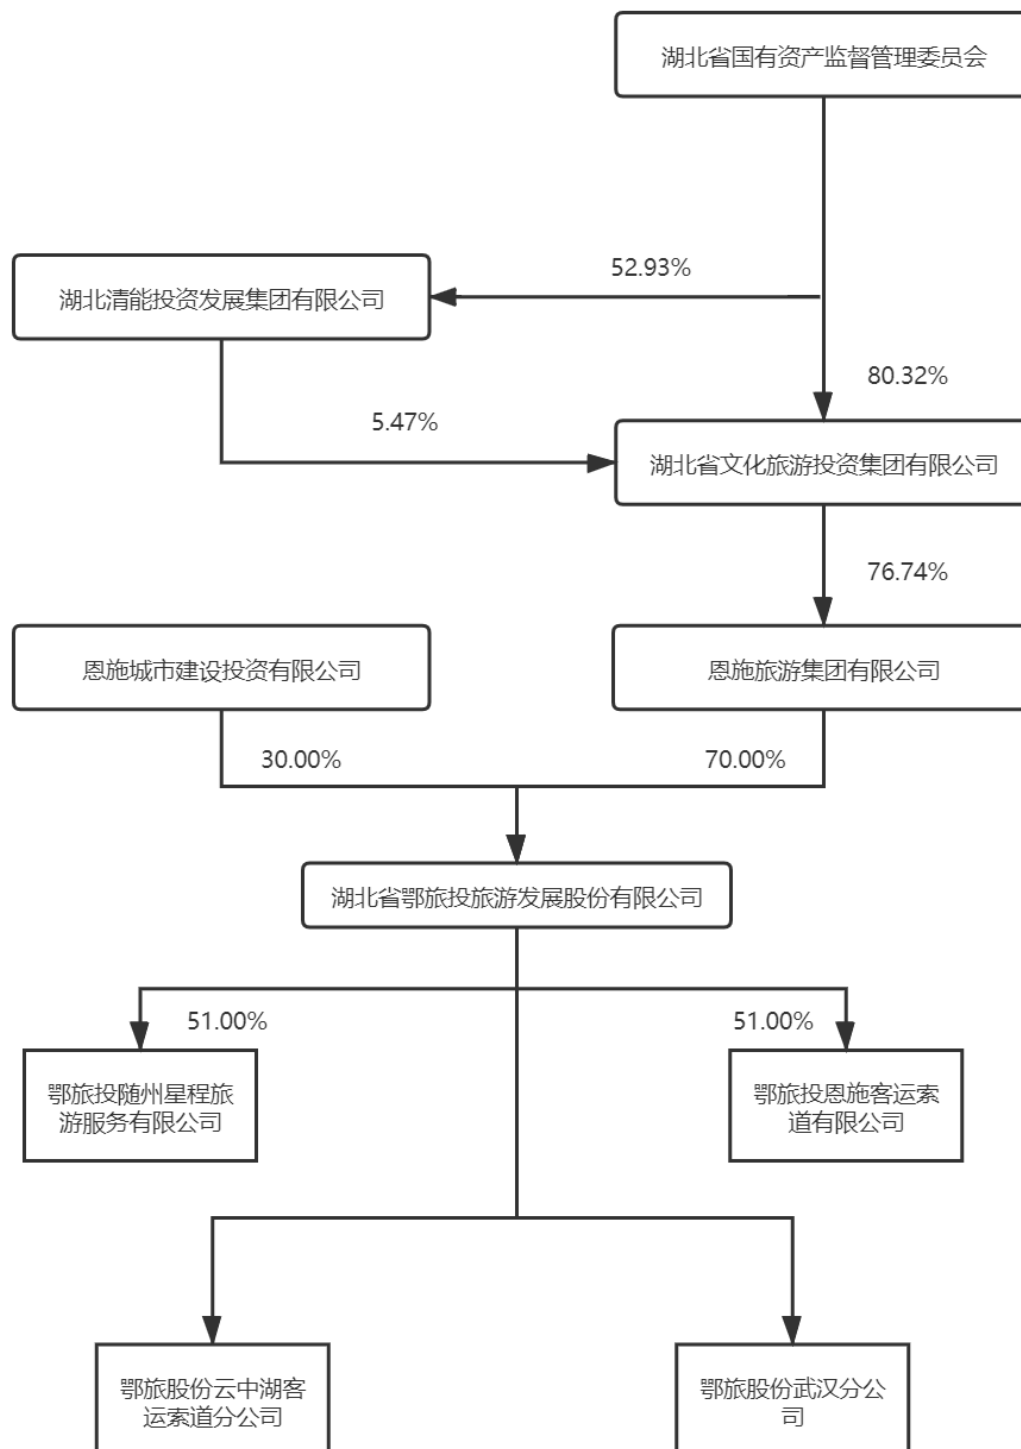 湖北省国有资产监督管理委员会
52.93%
湖北清能投资发展集团有限公司
80.32%
5.47%
湖北省文化旅游投资集团有限公司
76.74%
恩施城市建设投资有限公司
恩施旅游集团有限公司
30.00%
70.00%
湖北省鄂旅投旅游发展股份有限公司
51.00%
51.00%
鄂旅投随州星程旅
游服务有限公司
鄂旅投恩施客运索
道有限公司
鄂旅股份云中湖客
运索道分公司
鄂旅股份武汉分公
司